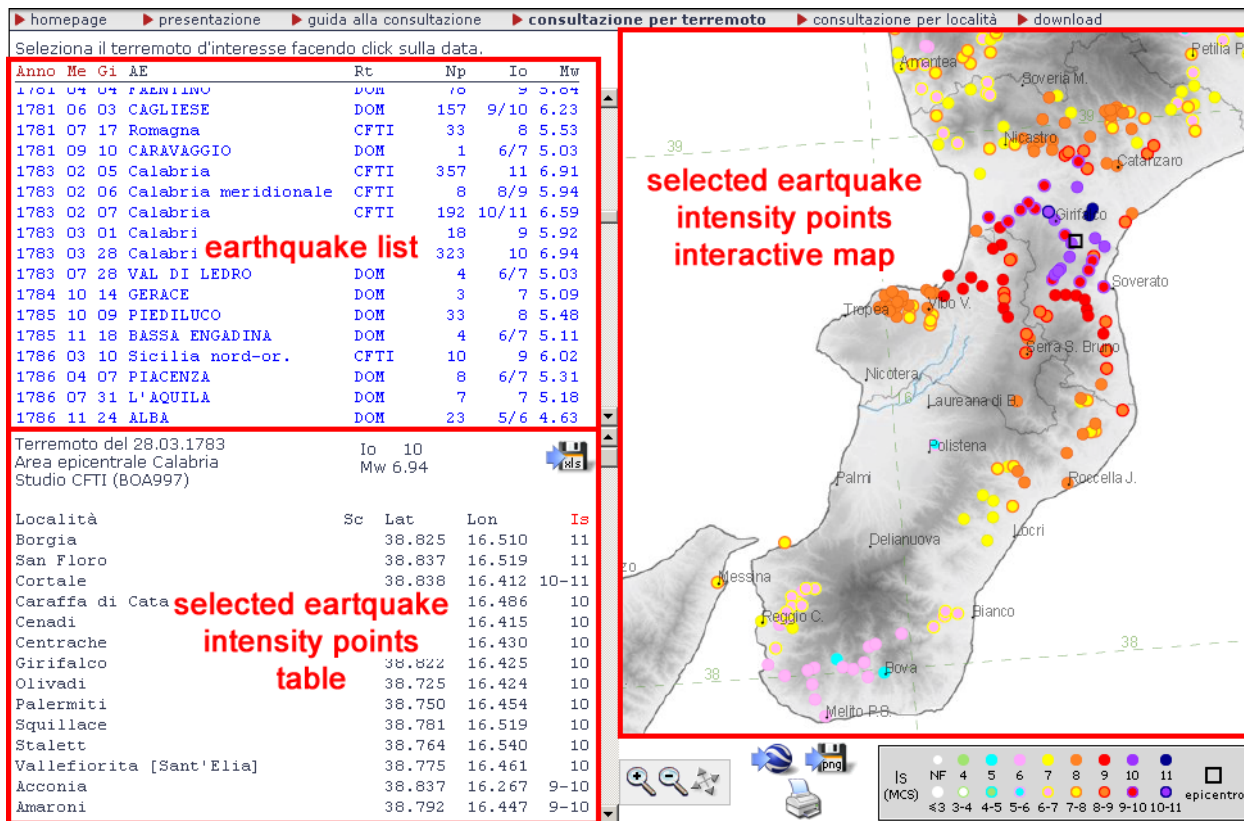 homepage presentazione guida alla consultazione consultazione per terremoto consultazione per località download
Seleziona il terremoto d'interesse facendo click sulla data.
Anno Me Gi AE Rt Np Io Mw
1781 04 04 FAENTINO DOM 78 9 5.84
1781 06 03 CAGLIESE DOM 157 9/10 6.23
1781 07 17 Romagna CFTI 33 8 5.53
1781 09 10 CARAVAGGIO DOM 1 6/7 5.03
1783 02 05 Calabria CFTI 357 11 6.91
1783 02 06 Calabria meridionale CFTI 8 8/9 5.94
1783 02 07 Calabria CFTI 192 10/11 6.59
1783 03 01 Calabri 18 9 5.92
1783 03 28 Calabri 323 10 6.94
earthquake list
1783 07 28 VAL DI LEDRO DOM 4 6/7 5.03
1784 10 14 GERACE DOM 3 7 5.09
1785 10 09 PIEDILUCO DOM 33 8 5.48
1785 11 18 BASSA ENGADINA DOM 4 6/7 5.11
1786 03 10 Sicilia nord-or. CFTI 10 9 6.02
1786 04 07 PIACENZA DOM 8 6/7 5.31
1786 07 31 L'AQUILA DOM 7 7 5.18
1786 11 24 ALBA DOM 23 5/6 4.63
Terremoto del 28.03.1783
Area epicentrale Calabria
Studio CFTI (BOA997)
Io 10
Mw 6.94
xls
Località Sc Lat Lon Is
Borgia 38.825 16.510 11
San Floro 38.837 16.519 11
Cortale 38.838 16.412 10-11
Caraffa di Cata 16.486 10
Cenadi 16.415 10
Centrache 16.430 10
Girifalco 38.822 16.425 10
Olivadi 38.725 16.424 10
Palermiti 38.750 16.454 10
Squillace 38.781 16.519 10
Stalett 38.764 16.540 10
Vallefiorita [Sant'Elia] 38.775 16.461 10
Acconia 38.837 16.267 9-10
Amaroni 38.792 16.447 9-10
selected eartquake
intensity points
table
selected eartquake
intensity points
interactive map
Amantea
Petilia P
Soveria M.
39
39
Nicastro
Catanzaro
Girifalco
Soverato
Tropea
Vibo V.
Serra S. Bruno
Nicotera
16
Laureana di B.
Polistena
Palmi
Roccella J.
Locri
Delianuova
zo
Messina
Reggio C.
Bianco
38
38
Bova
Melito P.S.
png
Is
(MCS)
NF 4 5 6 7 8 9 10 11
≤3 3-4 4-5 5-6 6-7 7-8 8-9 9-10 10-11
epicentro